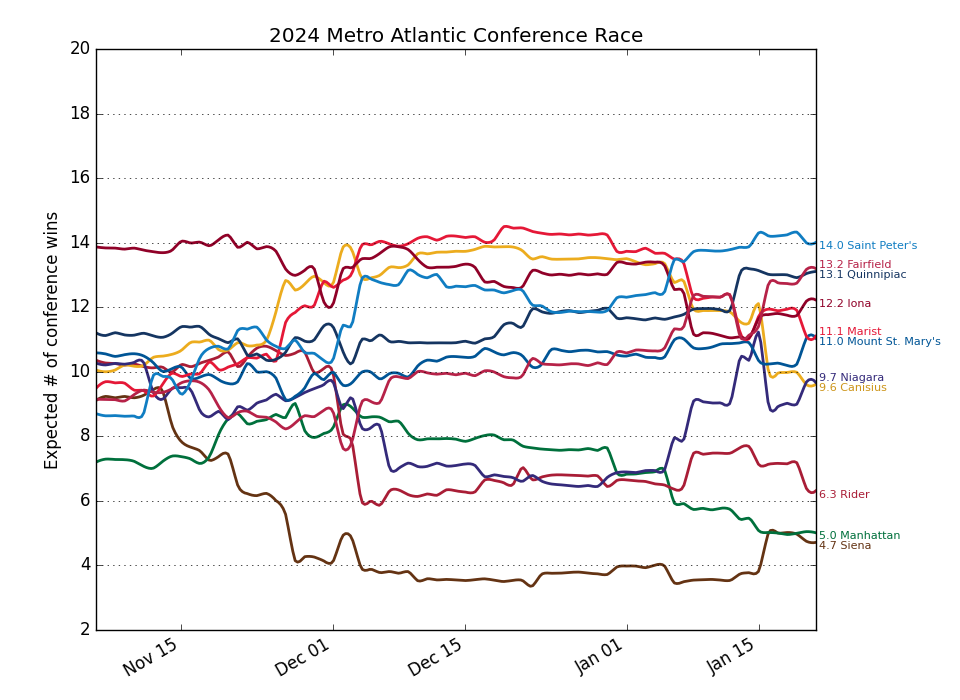 2024 Metro Atlantic Conference Race
Expected # of conference wins
20
18
16
14
12
10
8
6
4
2
14.0 Saint Peter's
13.2 Fairfield
13.1 Quinnipiac
12.2 Iona
11.1 Marist
11.0 Mount St. Mary's
9.7 Niagara
9.6 Canisius
6.3 Rider
5.0 Manhattan
4.7 Siena
Nov 15
Dec 01
Dec 15
Jan 01
Jan 15